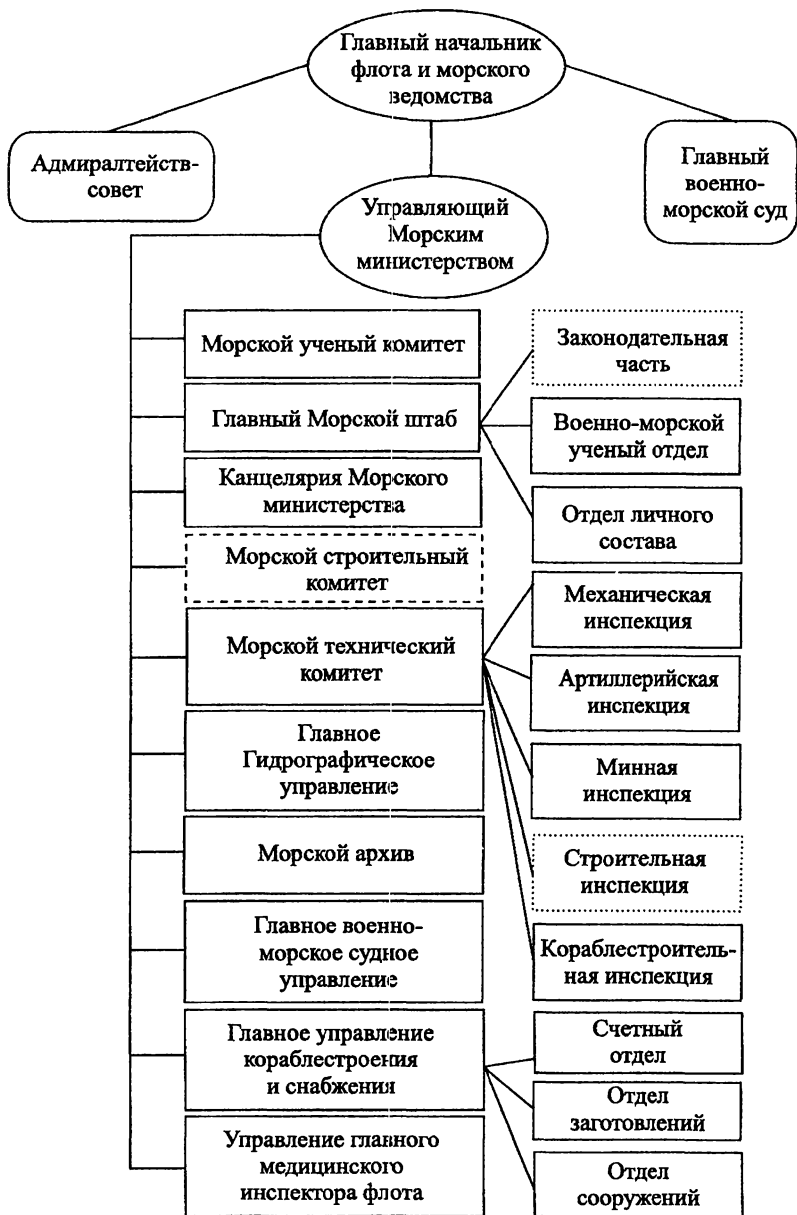 Главный начальник
флота и морского
ведомства
Адмиралтейств-
совет
Главный
военно-
морской суд
Управляющий
Морским
министерством
Морской ученый комитет
Главный Морской штаб
Канцелярия Морского
министерства
Морской строительный
комитет
Морской технический
комитет
Главное
Гидрографическое
управление
Морской архив
Главное военно-
морское судное
управление
Главное управление
кораблестроения
и снабжения
Управление главного
медицинского
инспектора флота
Законодательная
часть
Военно-морской
ученый отдел
Отдел личного
состава
Механическая
инспекция
Артиллерийская
инспекция
Минная
инспекция
Строительная
инспекция
Кораблестроитель-
ная инспекция
Счетный
отдел
Отдел
заготовлений
Отдел
сооружений